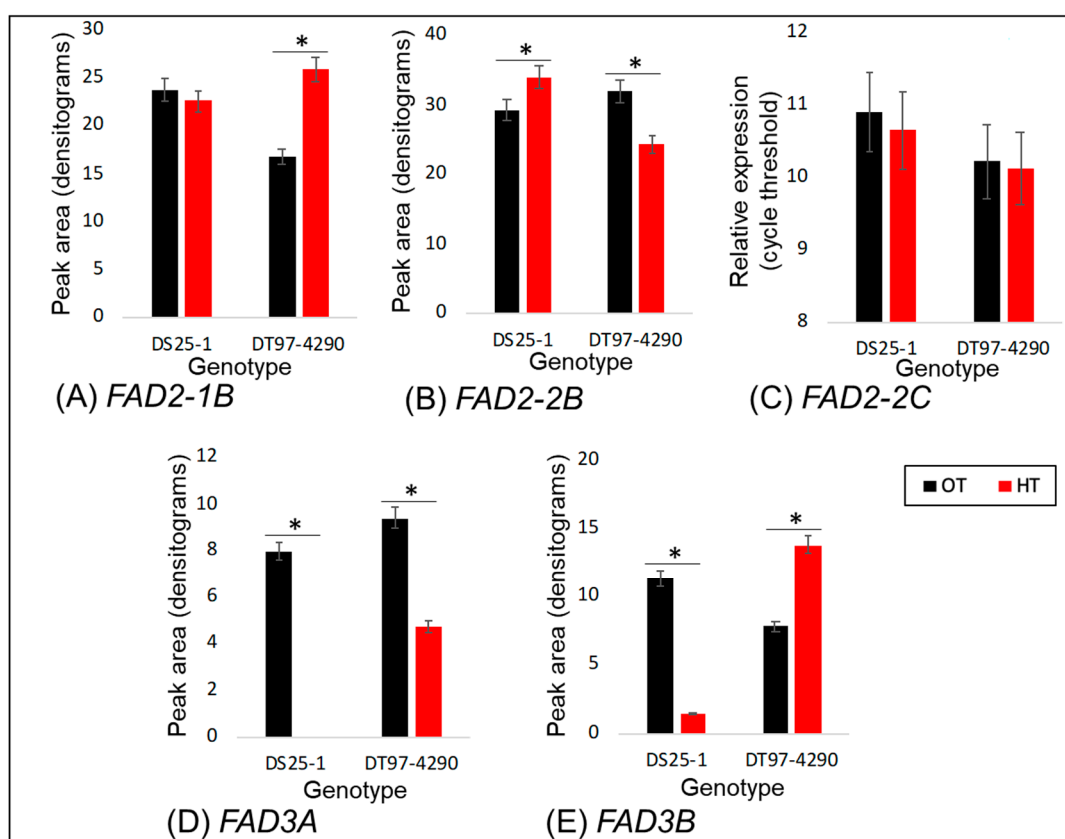 30
25
20
15
10
5
0
Peak area (densitograms)
*
DS25-1
DT97-4290
Genotype
(A) FAD2-1B
40
30
20
10
0
Peak area (densitograms)
*
*
DS25-1
DT97-4290
Genotype
(B) FAD2-2B
12
11
10
9
8
Relative expression
(cycle threshold)
DS25-1
DT97-4290
Genotype
(C) FAD2-2C
12
10
8
6
4
2
0
Peak area (densitograms)
*
*
DS25-1
DT97-4290
Genotype
(D) FAD3A
20
15
10
5
0
Peak area (densitograms)
*
*
DS25-1
DT97-4290
Genotype
(E) FAD3B
OT
HT